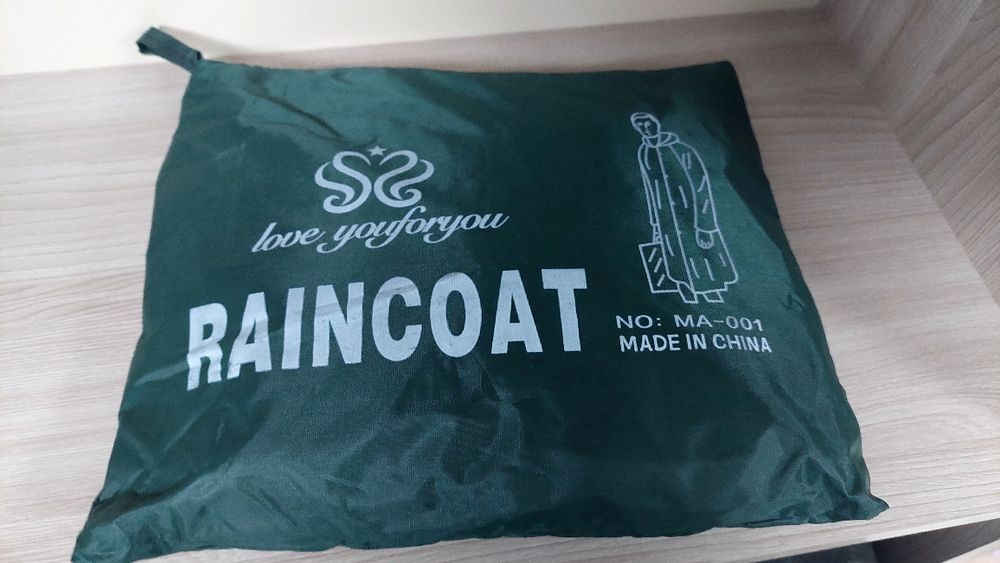 love youforyou
RAINCOAT
NO: MA-001
MADE IN CHINA